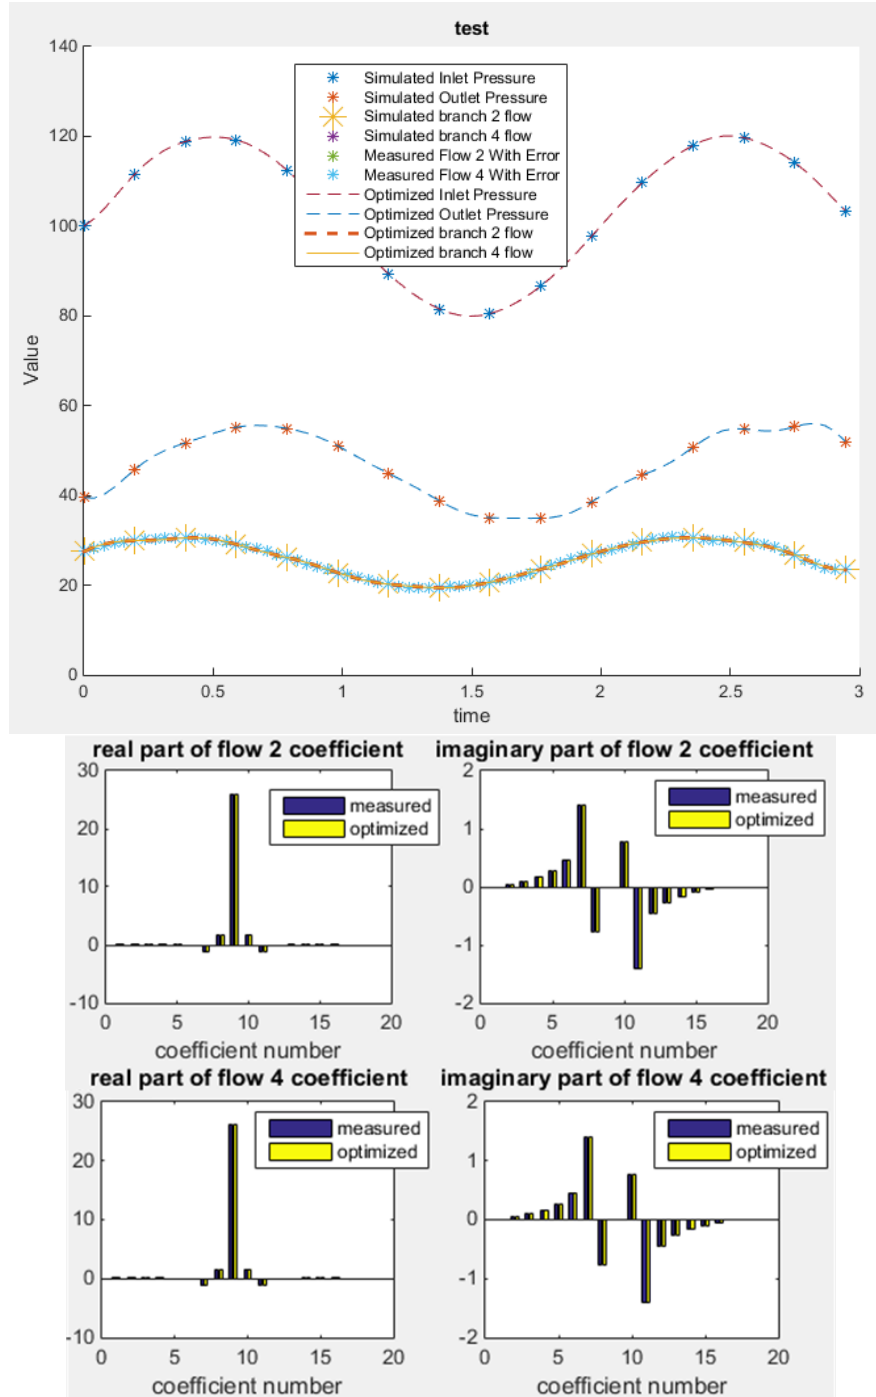 test
140
120
100
80
60
40
20
0
Value
Simulated Inlet Pressure
Simulated Outlet Pressure
Simulated branch 2 flow
Simulated branch 4 flow
Measured Flow 2 With Error
Measured Flow 4 With Error
Optimized Inlet Pressure
Optimized Outlet Pressure
Optimized branch 2 flow
Optimized branch 4 flow
0 0.5 1 1.5 2 2.5 3
time
real part of flow 2 coefficient
30
20
10
0
-10
measured
optimized
0 5 10 15 20
coefficient number
imaginary part of flow 2 coefficient
2
1
0
-1
-2
measured
optimized
0 5 10 15 20
coefficient number
real part of flow 4 coefficient
30
20
10
0
-10
measured
optimized
0 5 10 15 20
coefficient number
imaginary part of flow 4 coefficient
2
1
0
-1
-2
measured
optimized
0 5 10 15 20
coefficient number